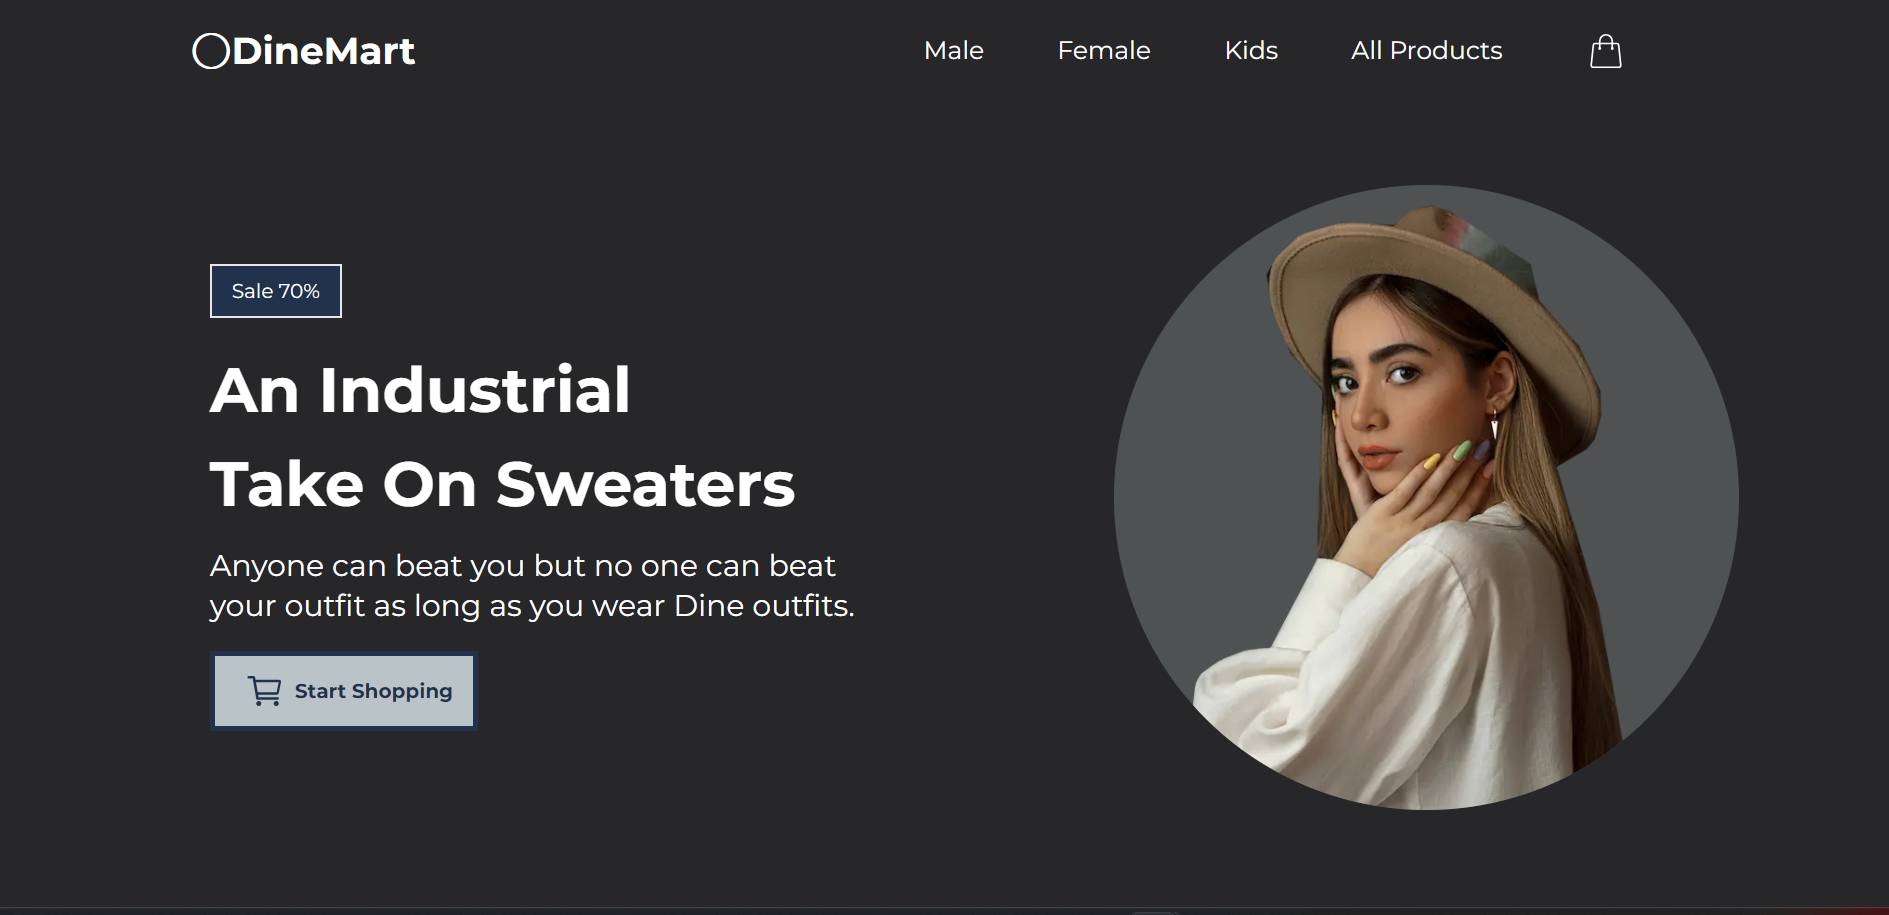 DineMart
Male Female Kids All Products
Sale 70%
An Industrial
Take On Sweaters
Anyone can beat you but no one can beat
your outfit as long as you wear Dine outfits.
Start Shopping